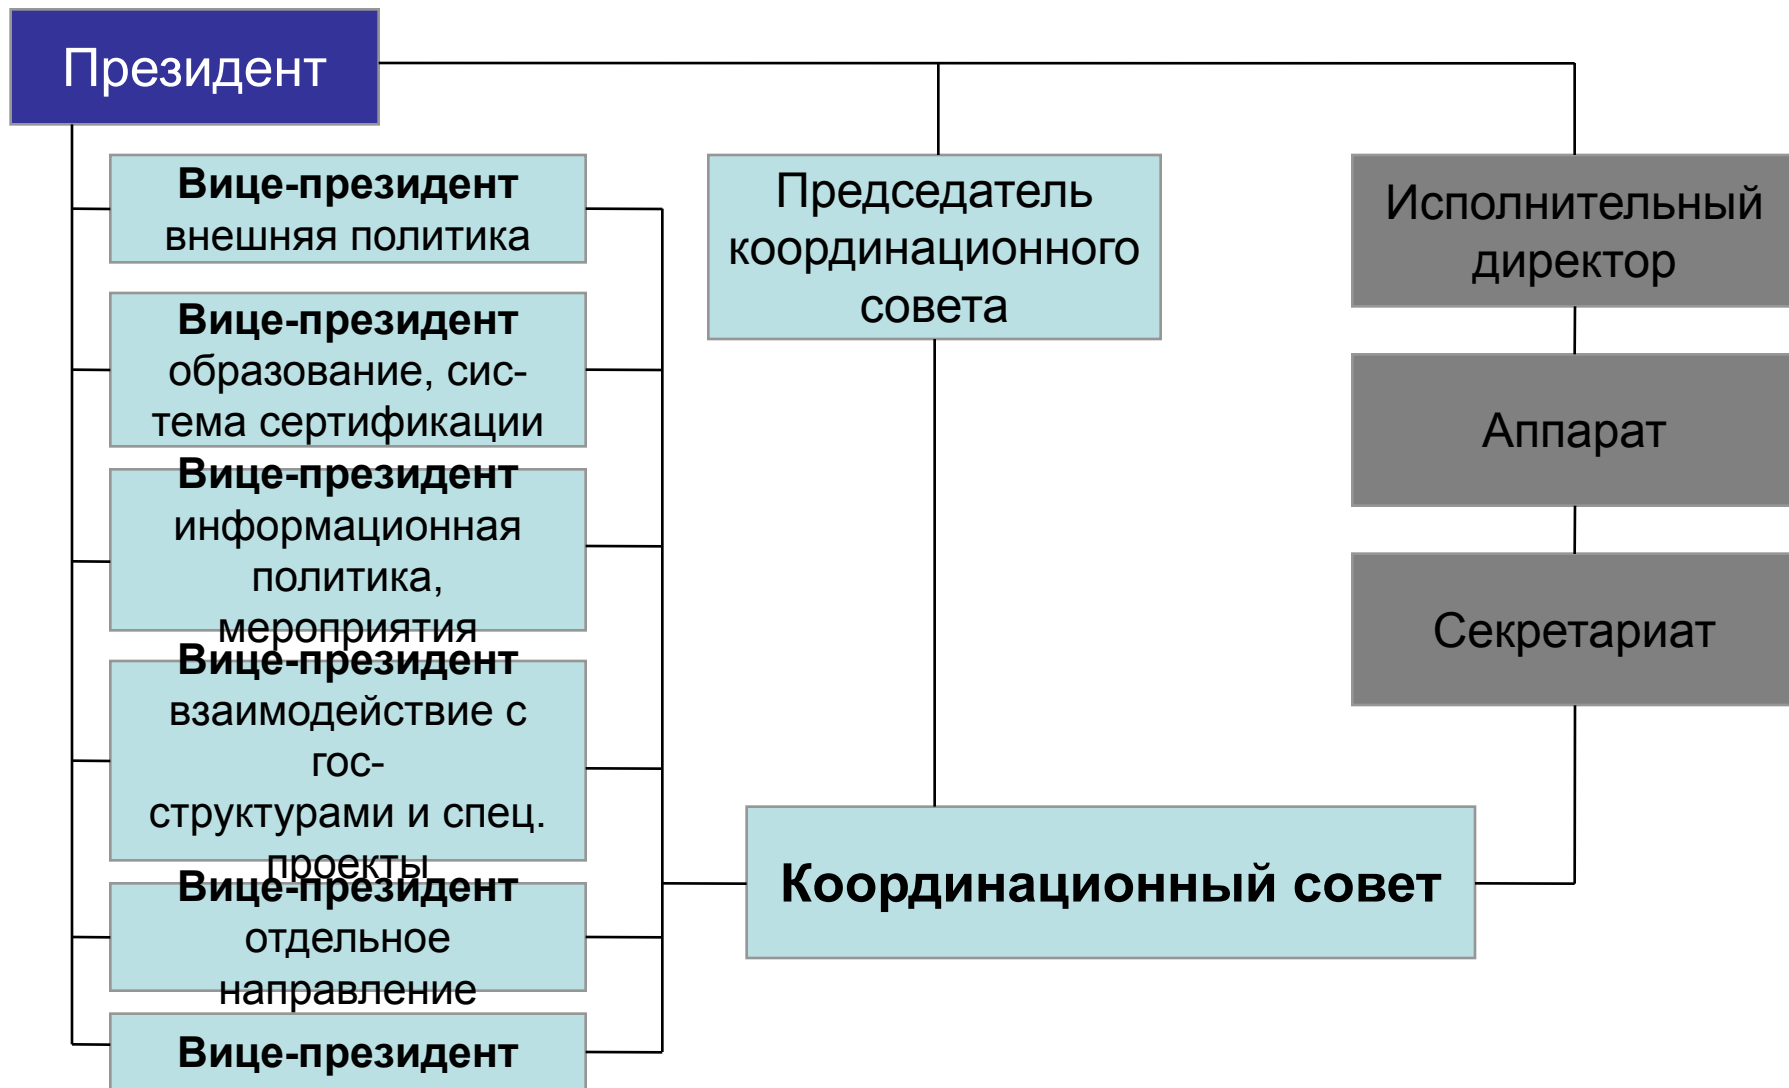 Президент
Вице-президент
внешняя политика
Вице-президент
образование, сис-
тема сертификации
Вице-президент
информационная
политика,
мероприятия
Вице-президент
взаимодействие с
гос-
структурами и спец.
проекты
Вице-президент
отдельное
направление
Вице-президент
Председатель
координационного
совета
Координационный совет
Исполнительный
директор
Аппарат
Секретариат